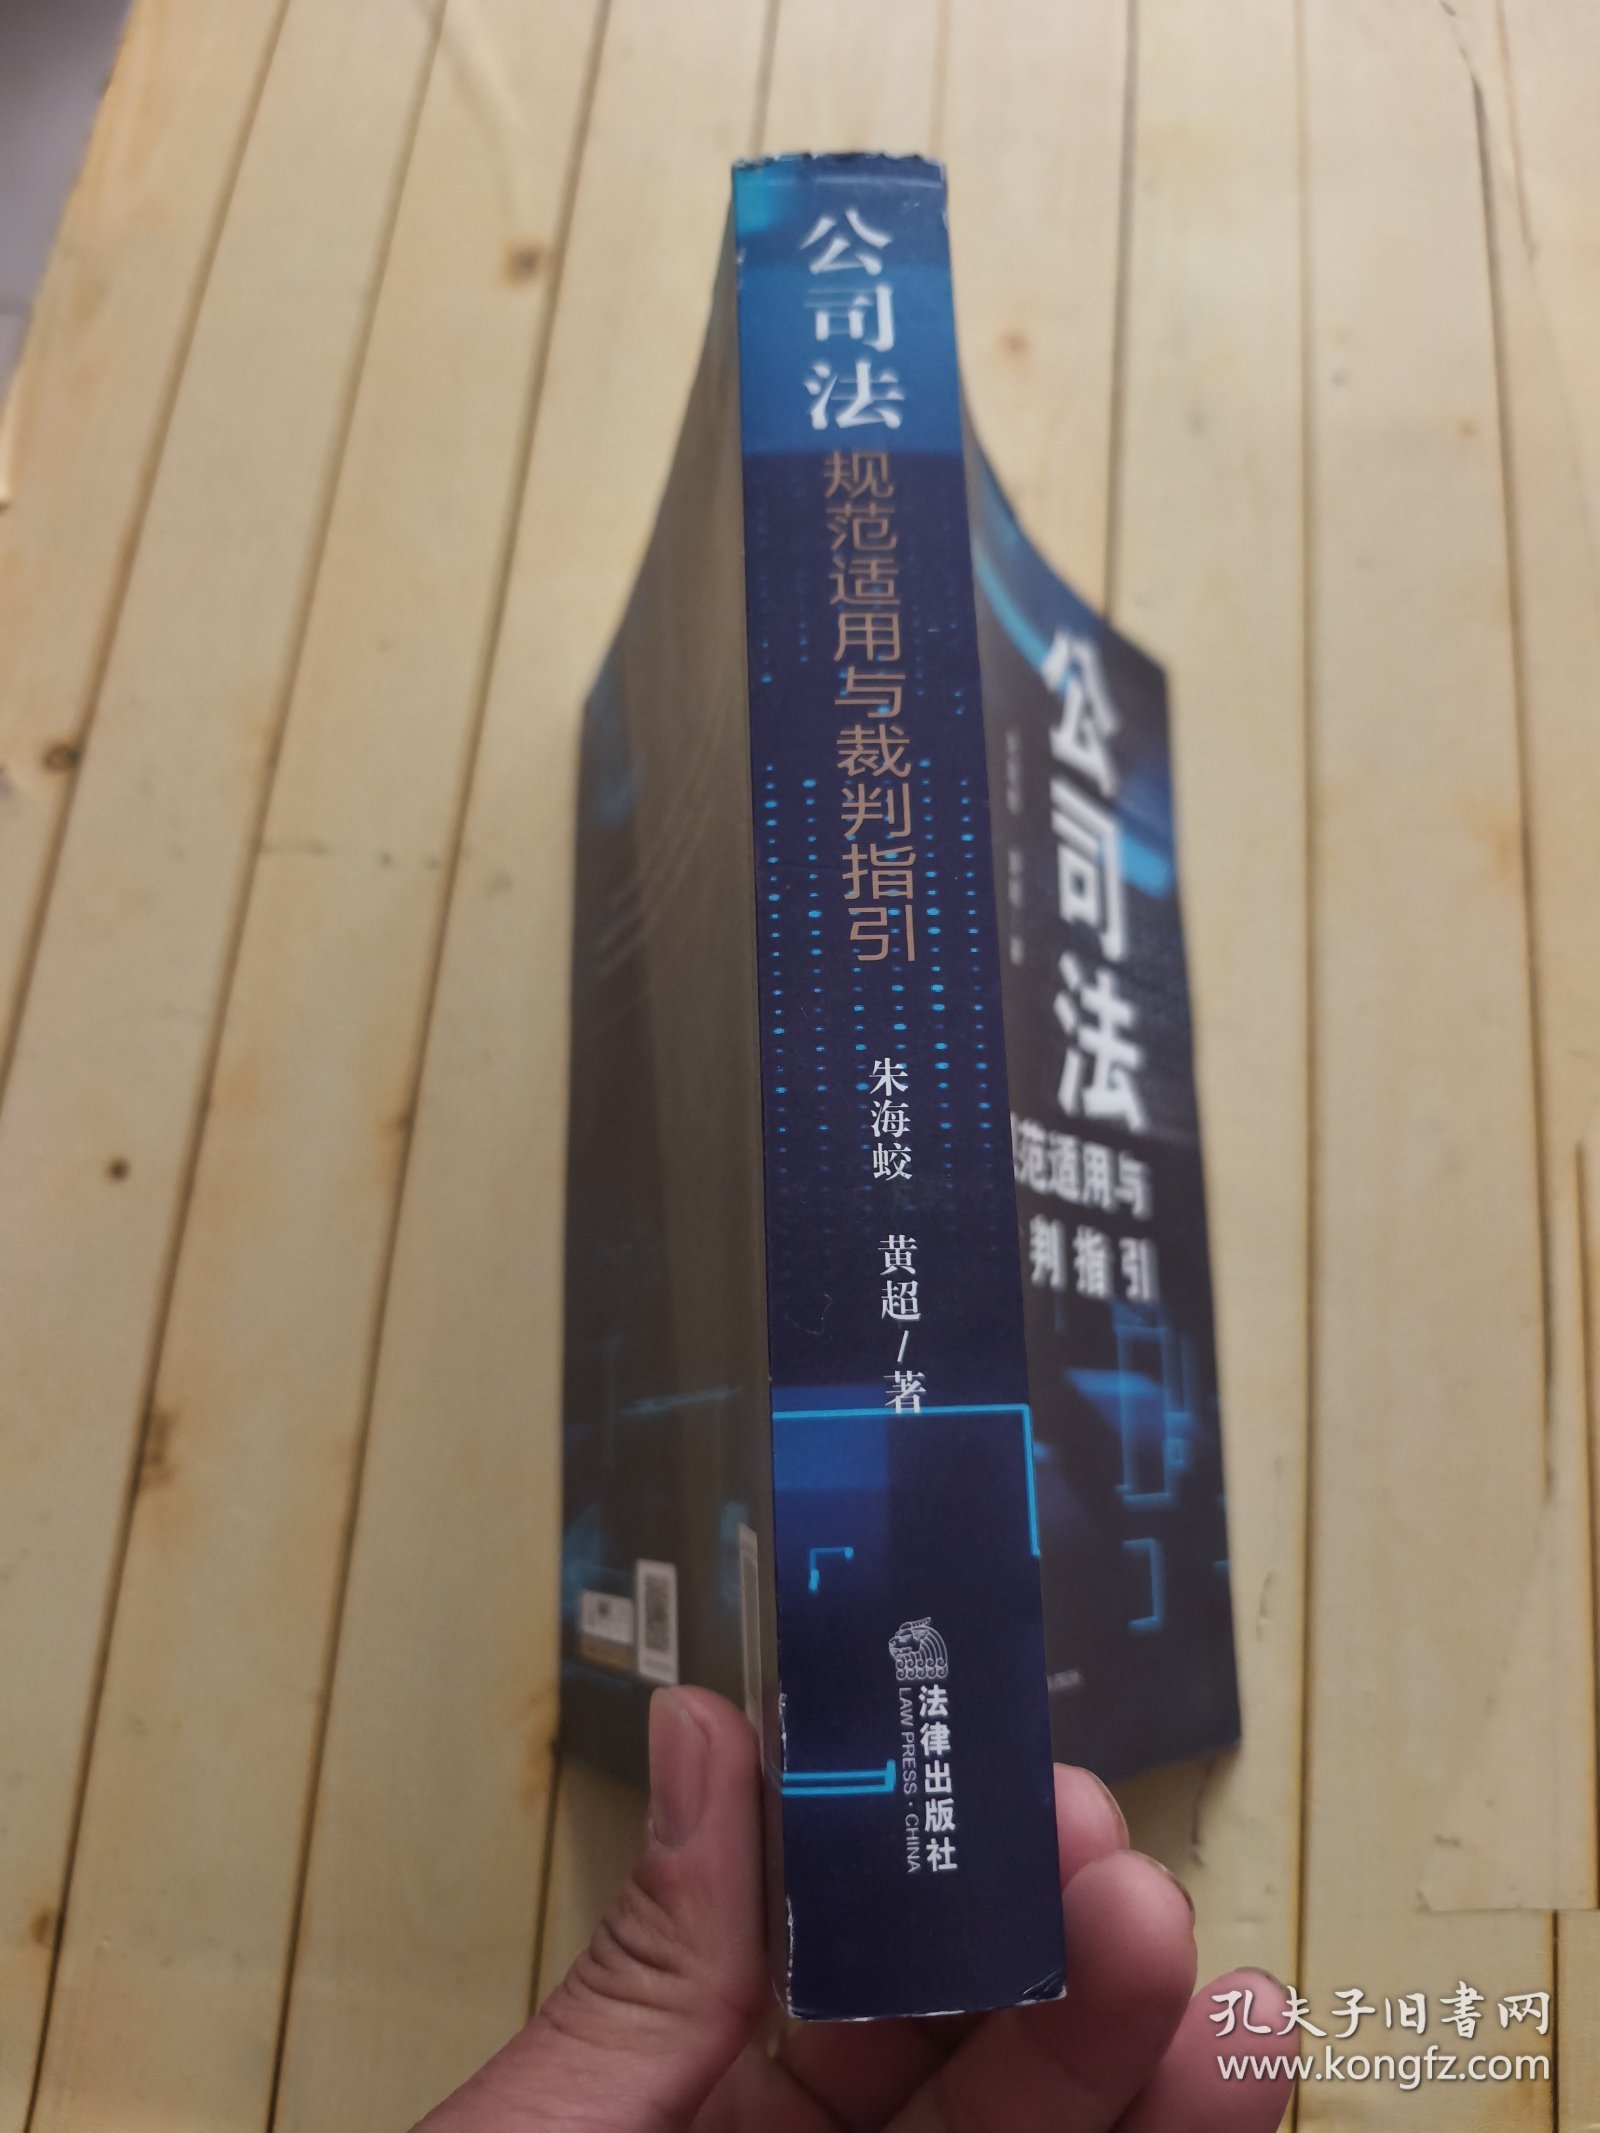 公司法
规范适用与裁判指引
朱海蛟 黄超/著
法律出版社
LAW PRESS·CHINA
公司法
范适用与
判指引
孔夫子旧书网
www.kongfz.com